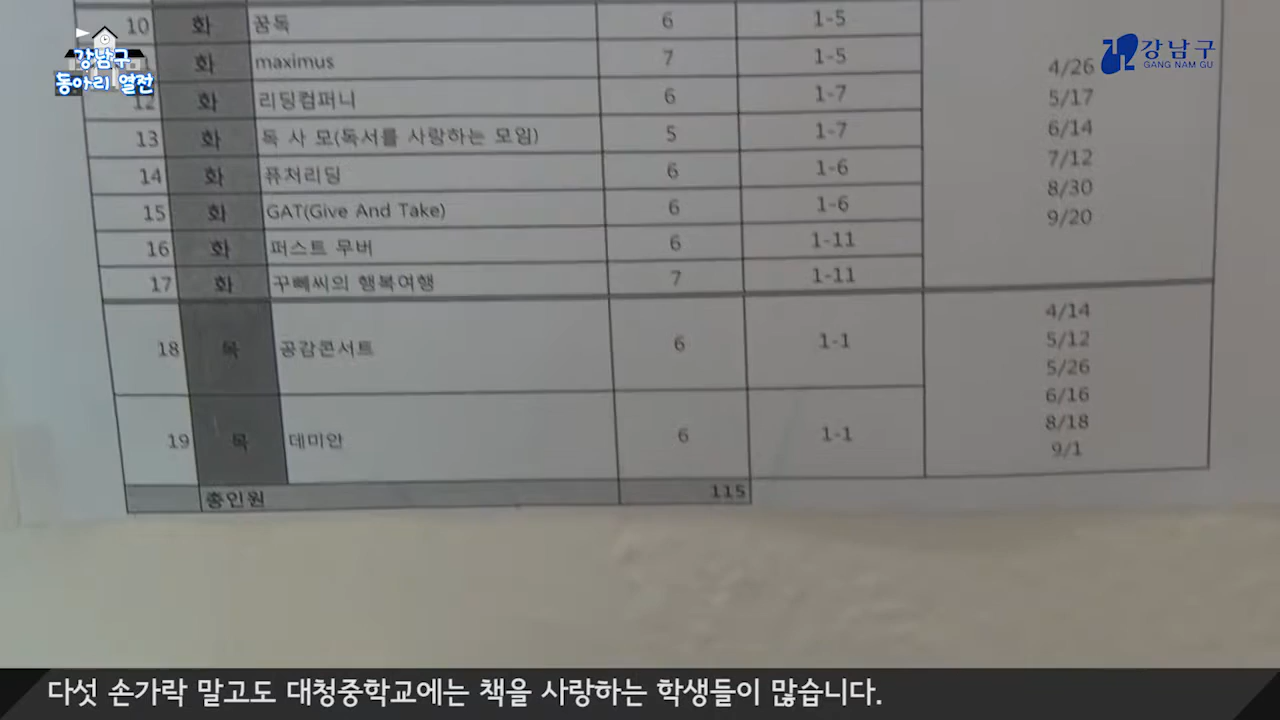 강남구
동아리 열전
강남구
GANG NAM GU
10 화 꿈독 6 1-5
화 maximus 7 1-5
12 화 리딩컴퍼니 6 1-7
13 화 독 사 모(독서를 사랑하는 모임) 5 1-7
14 화 퓨처리딩 6 1-6
15 화 GAT(Give And Take) 6 1-6
16 화 퍼스트 무버 6 1-11
17 화 꾸뻬씨의 행복여행 7 1-11
4/26
5/17
6/14
7/12
8/30
9/20
18 목 공감콘서트 6 1-1
19 목 데미안 6 1-1
4/14
5/12
5/26
6/16
8/18
9/1
총인원 115
다섯 손가락 말고도 대청중학교에는 책을 사랑하는 학생들이 많습니다.